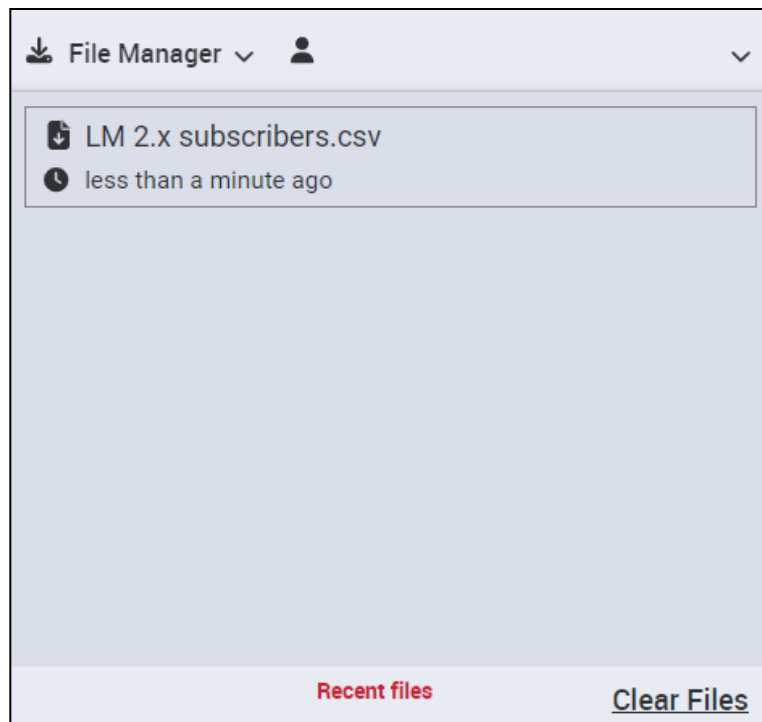 File Manager
LM 2.x subscribers.csv
less than a minute ago
Recent files
Clear Files